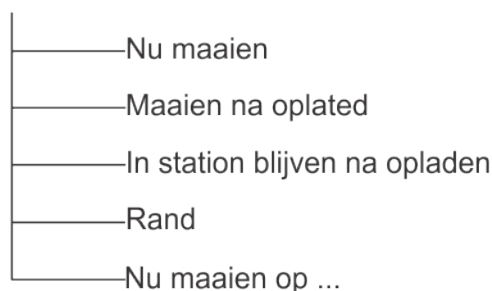 Nu maaien
Maaien na oplated
In station blijven na opladen
Rand
Nu maaien op ...